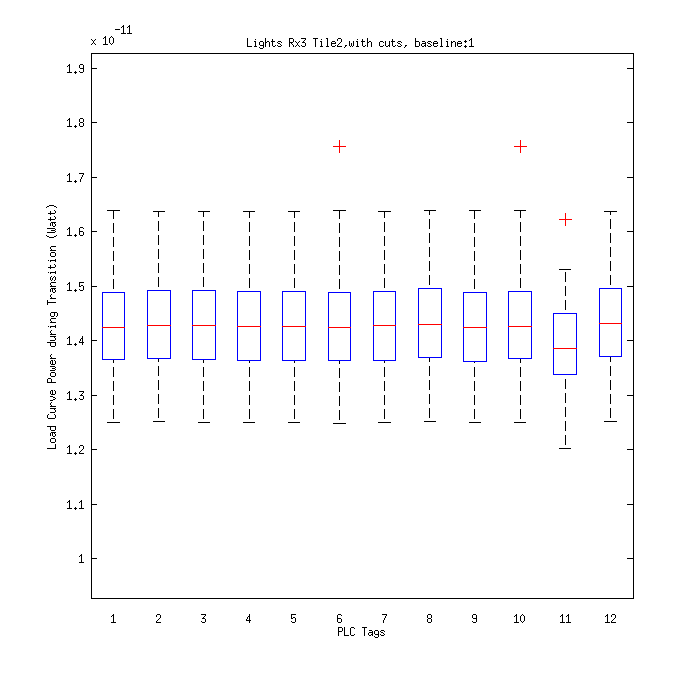 x 10^-11
Lights Rx3 Tile2,with cuts, baseline:1
Load Curve Power during Transition (Watt)
1.9
1.8
1.7
1.6
1.5
1.4
1.3
1.2
1.1
1
1 2 3 4 5 6 7 8 9 10 11 12
PLC Tags